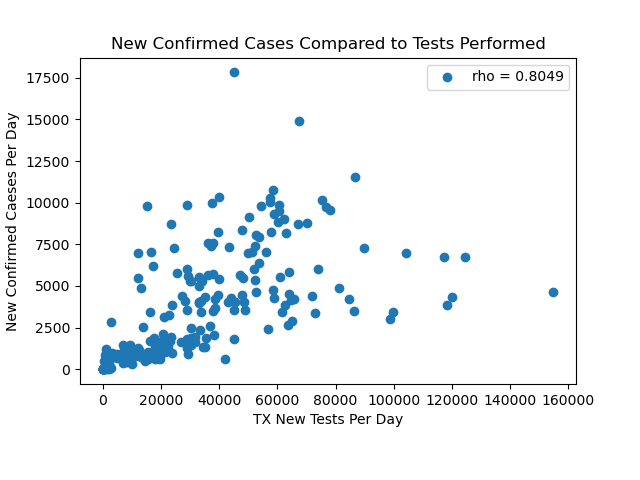 New Confirmed Cases Compared to Tests Performed
rho = 0.8049
17500
15000
12500
10000
7500
5000
2500
0
New Confirmed Caeses Per Day
0 20000 40000 60000 80000 100000 120000 140000 160000
TX New Tests Per Day